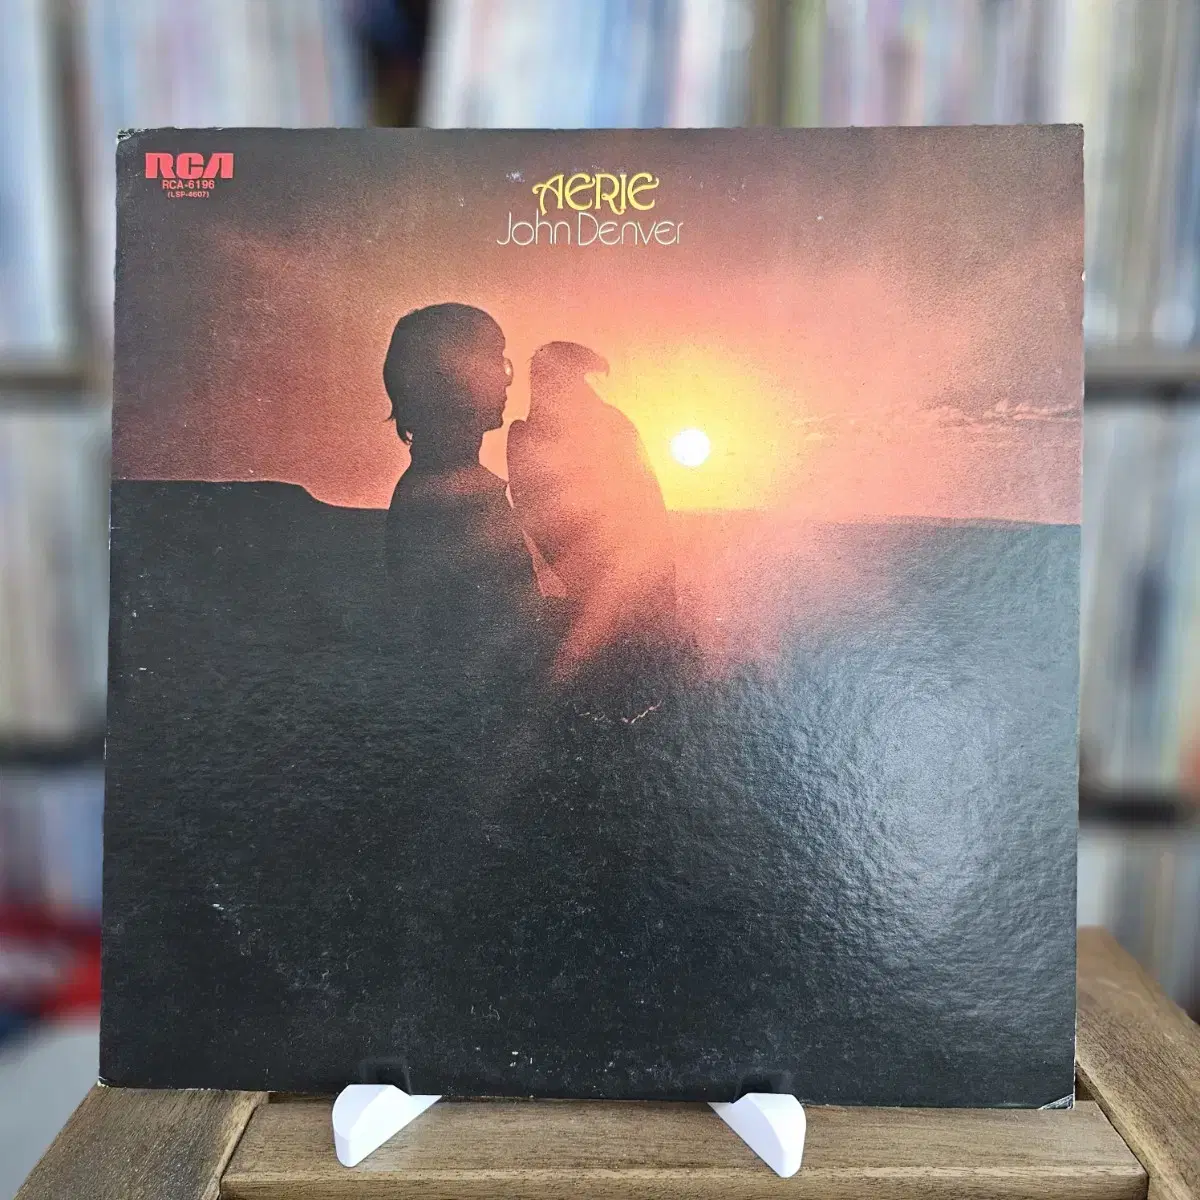 RCA
RCA-6196
(LSP-4607)
AERIE
John Denver